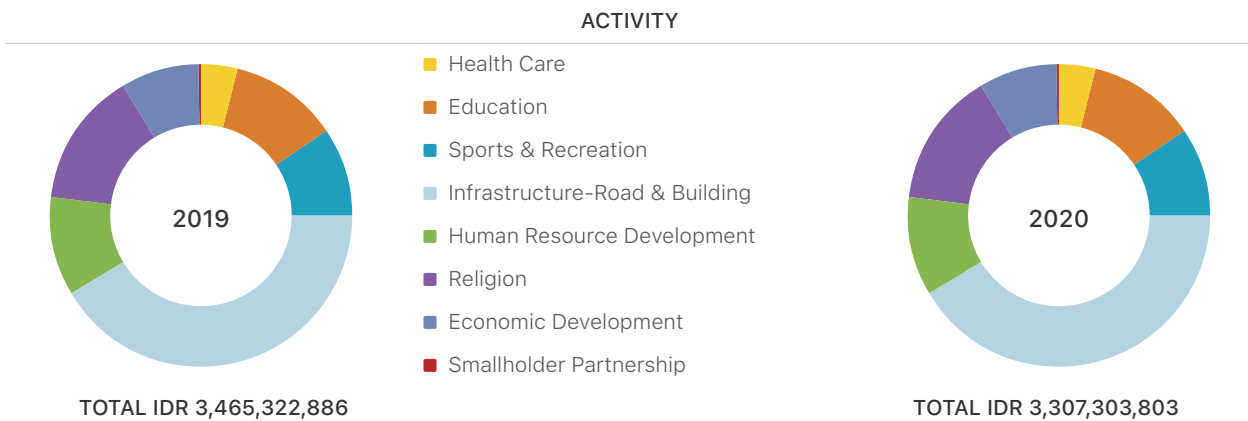 ACTIVITY
2019
TOTAL IDR 3,465,322,886
Health Care
Education
Sports & Recreation
Infrastructure-Road & Building
Human Resource Development
Religion
Economic Development
Smallholder Partnership
2020
TOTAL IDR 3,307,303,803